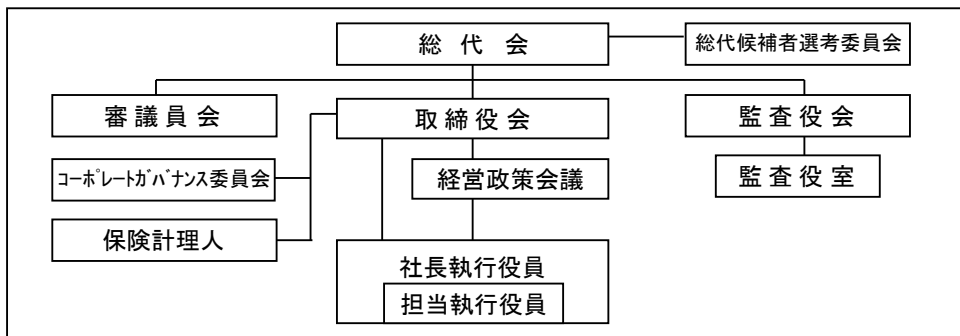 総 代 会
総代候補者選考委員会
審 議 員 会
取 締 役 会
監 査 役 会
ｺｰﾎﾟﾚｰﾄｶﾞﾊﾞﾅﾝｽ委員会
経営政策会議
監 査 役 室
保険計理人
社長執行役員
担当執行役員